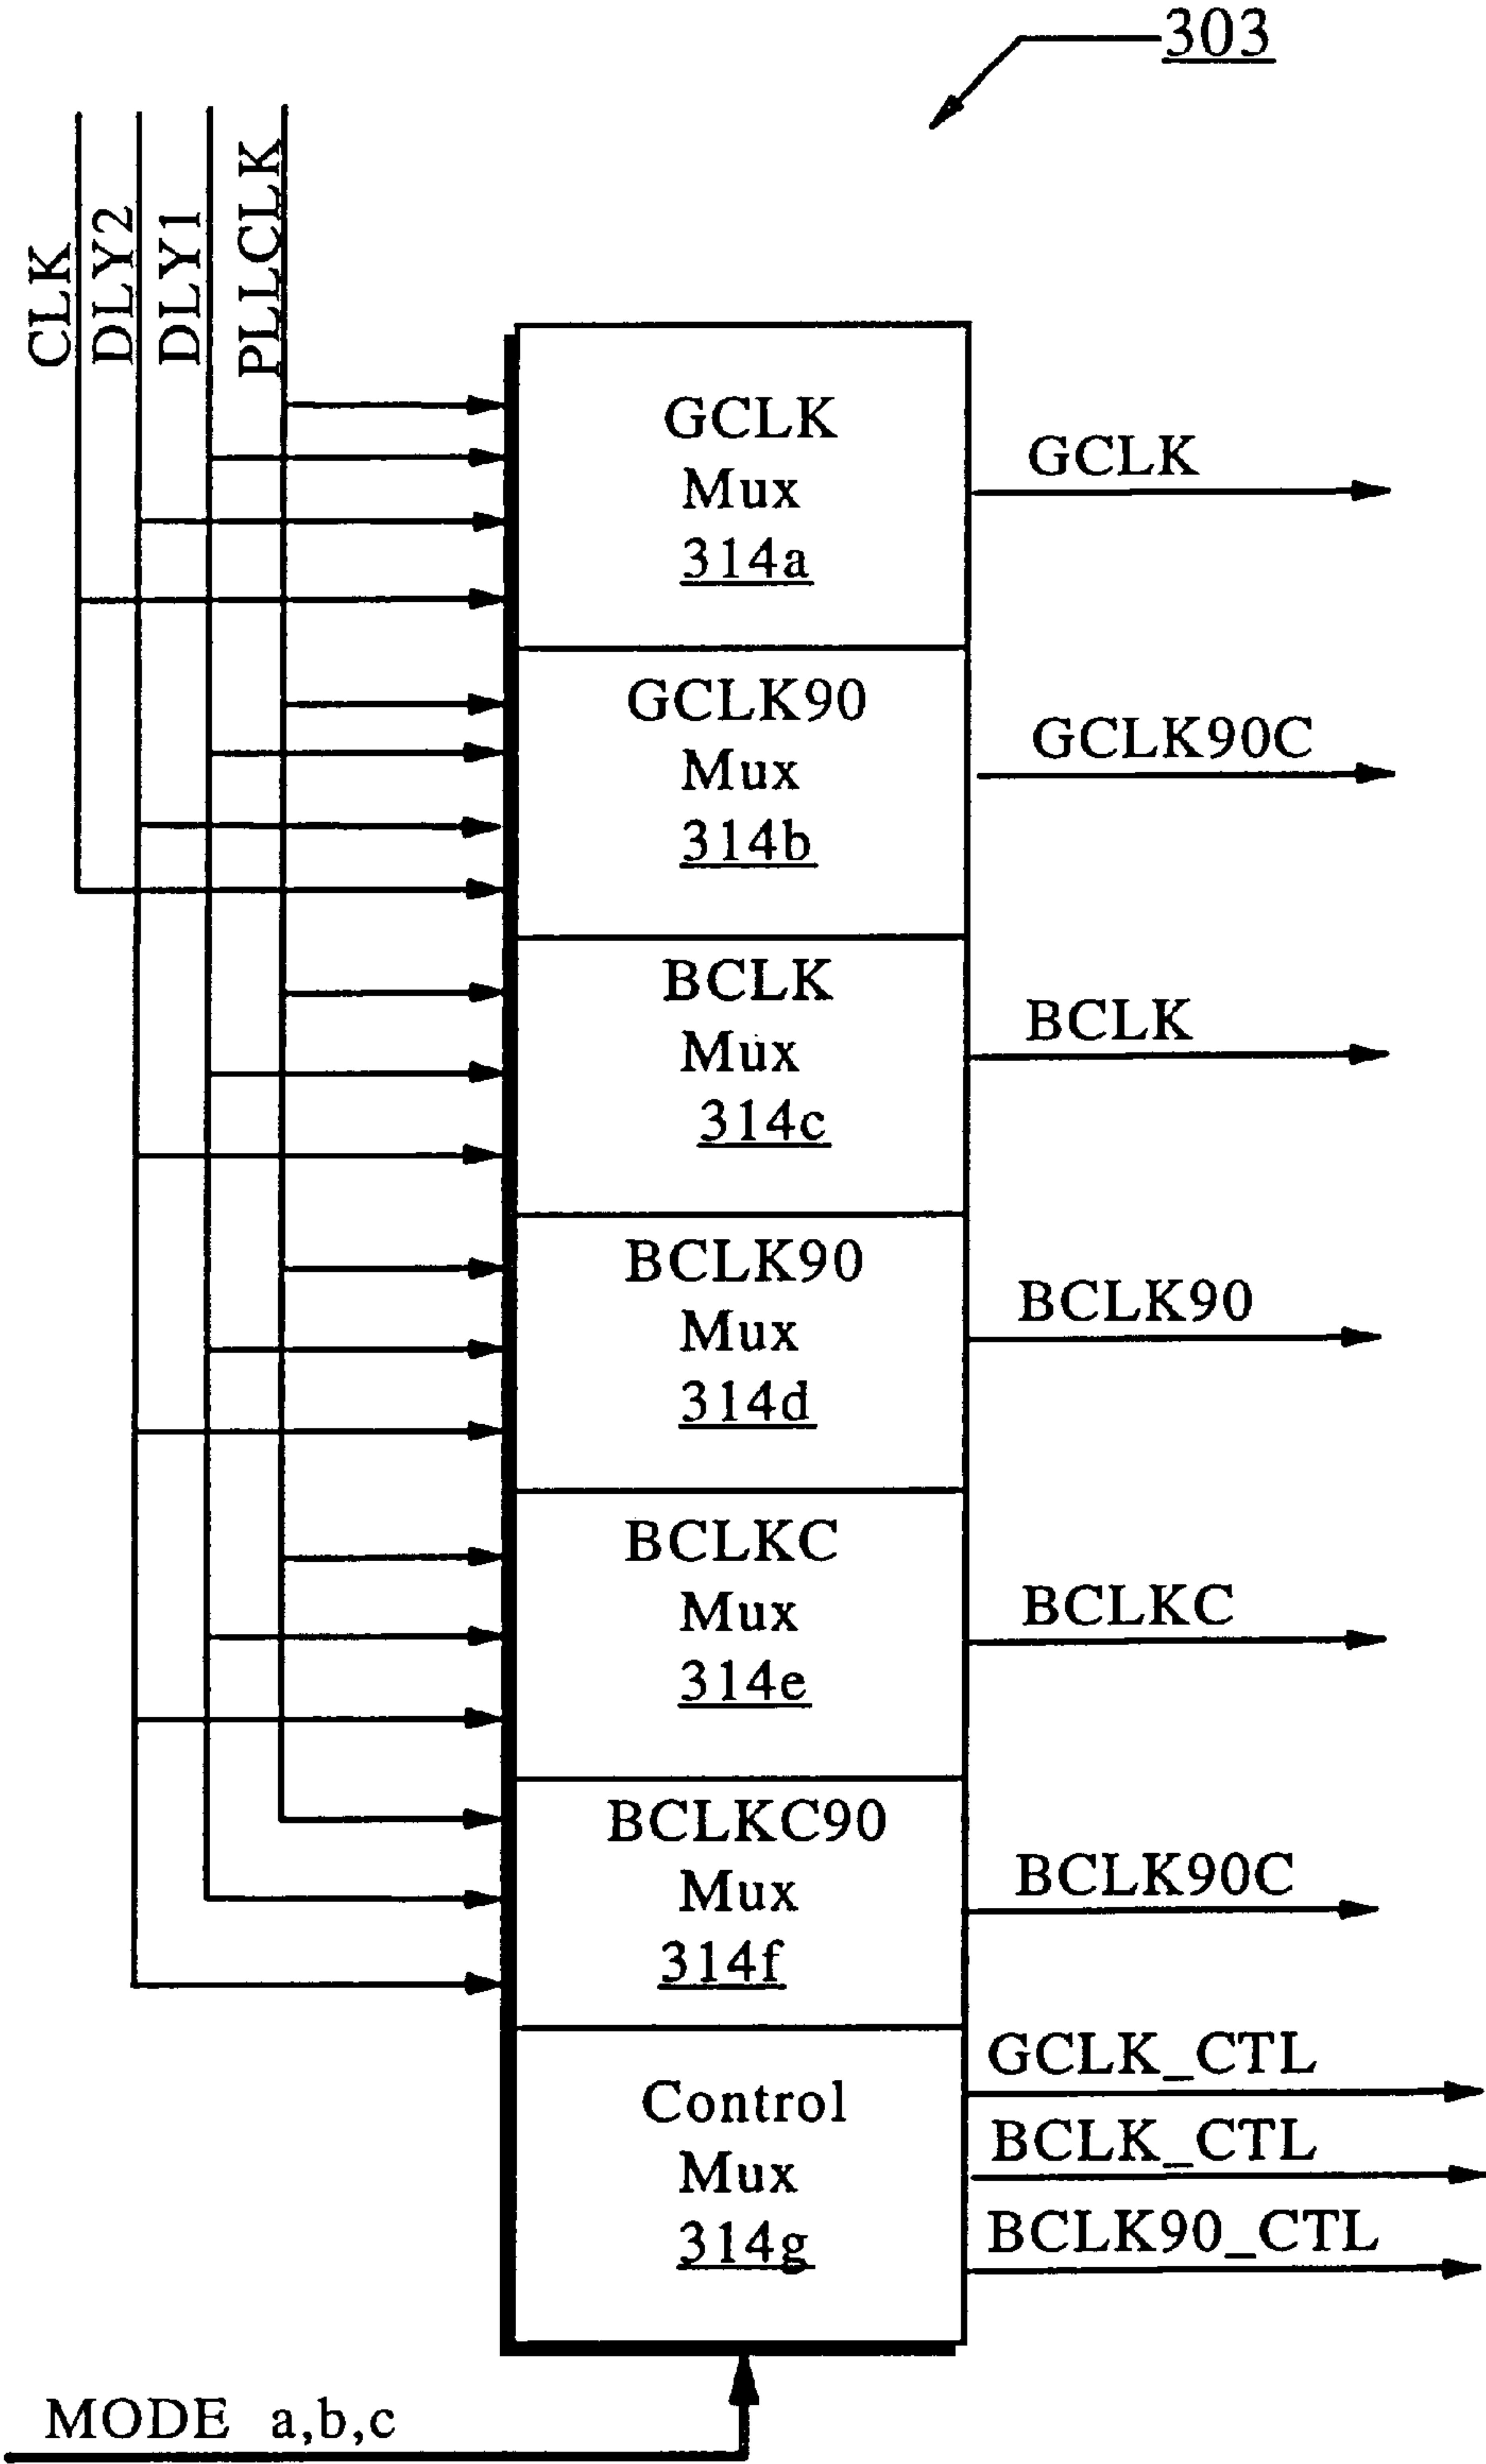 303
CLK
DLY2
DLY1
PLLCLK
GCLK
Mux
314a
GCLK
GCLK90
Mux
314b
GCLK90C
BCLK
Mux
314c
BCLK
BCLK90
Mux
314d
BCLK90
BCLKC
Mux
314e
BCLKC
BCLKC90
Mux
314f
BCLK90C
Control
Mux
314g
GCLK_CTL
BCLK_CTL
BCLK90_CTL
MODE a,b,c